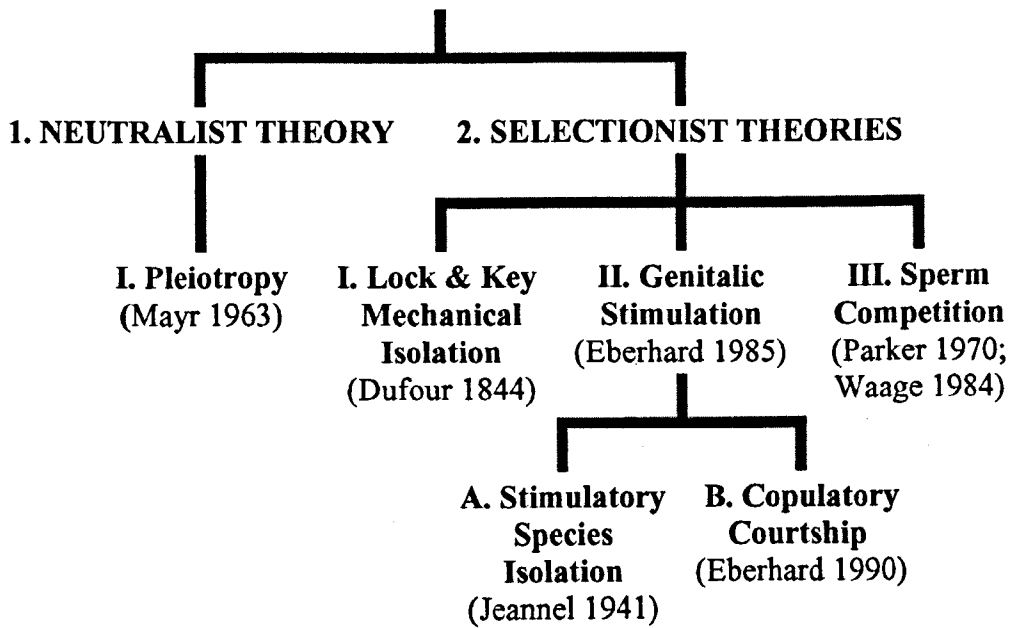 1. NEUTRALIST THEORY
2. SELECTIONIST THEORIES
I. Pleiotropy
(Mayr 1963)
I. Lock & Key
Mechanical
Isolation
(Dufour 1844)
II. Genitalic
Stimulation
(Eberhard 1985)
III. Sperm
Competition
(Parker 1970;
Waage 1984)
A. Stimulatory
Species
Isolation
(Jeannel 1941)
B. Copulatory
Courtship
(Eberhard 1990)